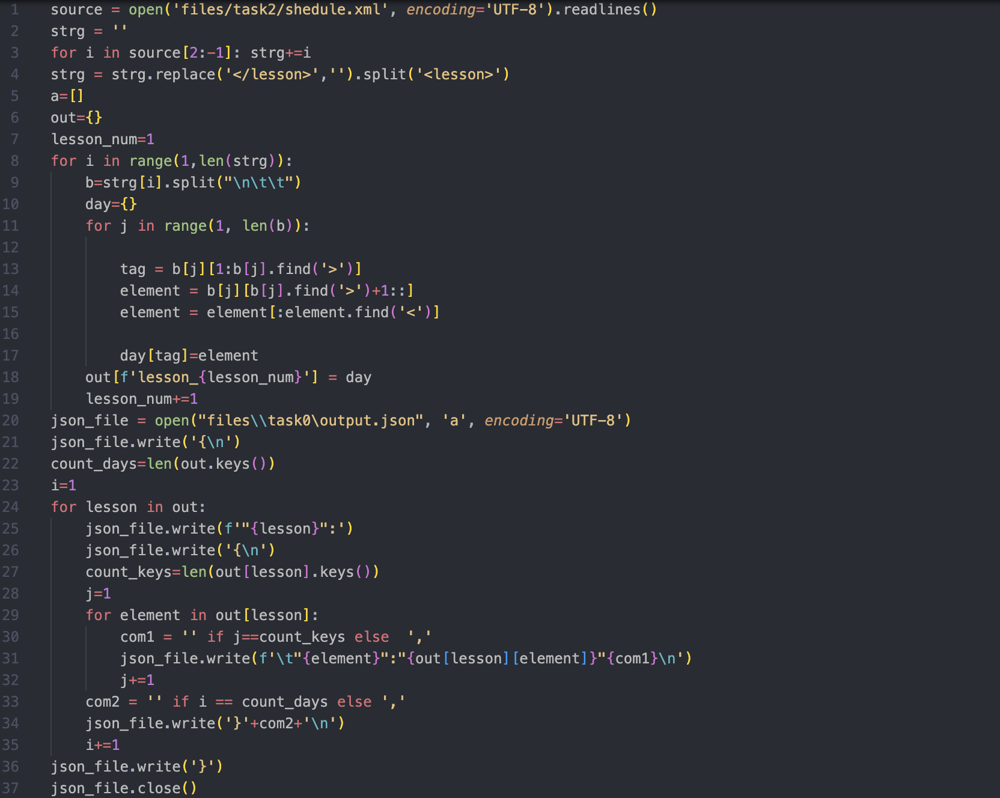 1 source = open('files/task2/shedule.xml', encoding='UTF-8').readlines()
2 strg = ''
3 for i in source[2:-1]: strg+=i
4 strg = strg.replace('</lesson>','').split('<lesson>')
5 a=[]
6 out={}
7 lesson_num=1
8 for i in range(1,len(strg)):
9     b=strg[i].split("\n\t\t")
10     day={}
11     for j in range(1, len(b)):
12
13         tag = b[j][1:b[j].find('>')]
14         element = b[j][b[j].find('>')+1::]
15         element = element[:element.find('<')]
16
17         day[tag]=element
18     out[f'lesson_{lesson_num}'] = day
19     lesson_num+=1
20 json_file = open("files\\task0\output.json", 'a', encoding='UTF-8')
21 json_file.write('{\n')
22 count_days=len(out.keys())
23 i=1
24 for lesson in out:
25     json_file.write(f'"{lesson}":')
26     json_file.write('{\n')
27     count_keys=len(out[lesson].keys())
28     j=1
29     for element in out[lesson]:
30         com1 = '' if j==count_keys else  ','
31         json_file.write(f'\t"{element}":"{out[lesson][element]}"{com1}\n')
32         j+=1
33     com2 = '' if i == count_days else ','
34     json_file.write('}'+com2+'\n')
35     i+=1
36 json_file.write('}')
37 json_file.close()